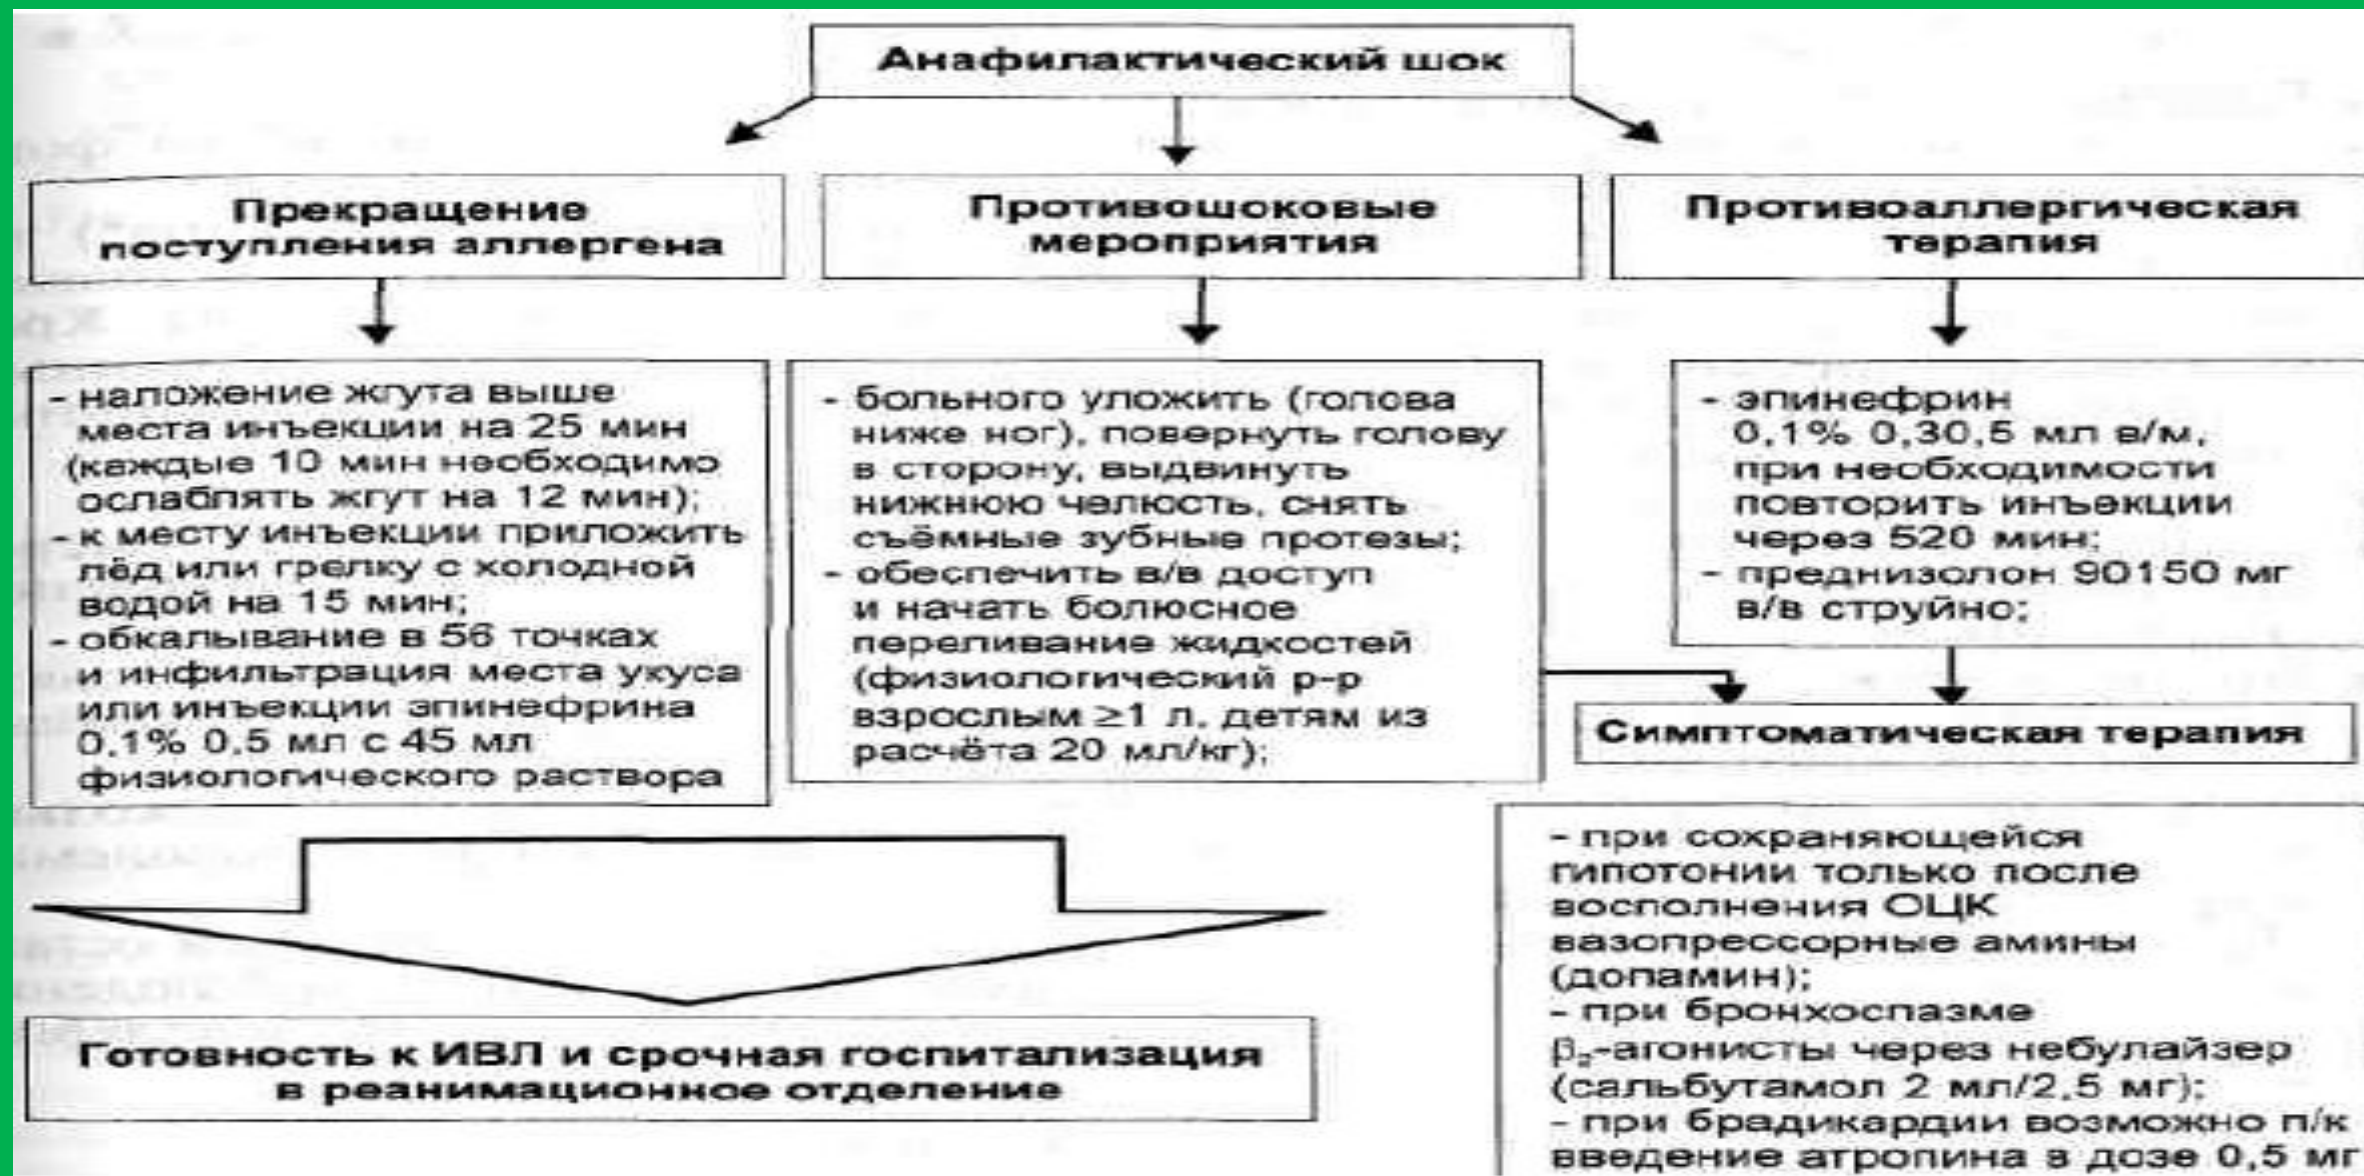 Анафилактический шок
Прекращение
поступления аллергена
Противошоковые
мероприятия
Противоаллергическая
терапия
- наложение жгута выше
места инъекции на 25 мин
(каждые 10 мин необходимо
ослаблять жгут на 12 мин);
- к месту инъекции приложить
лёд или грелку с холодной
водой на 15 мин;
- обкалывание в 56 точках
и инфильтрация места укуса
или инъекции эпинефрина
0,1% 0,5 мл с 45 мл
физиологического раствора
- больного уложить (голова
ниже ног), повернуть голову
в сторону, выдвинуть
нижнюю челюсть, снять
съёмные зубные протезы;
- обеспечить в/в доступ
и начать болюсное
переливание жидкостей
(физиологический р-р
взрослым ≥1 л, детям из
расчёта 20 мл/кг);
- эпинефрин
0,1% 0,30,5 мл в/м,
при необходимости
повторить инъекции
через 520 мин;
- преднизолон 90150 мг
в/в струйно;
Симптоматическая терапия
- при сохраняющейся
гипотонии только после
восполнения ОЦК
вазопрессорные амины
(допамин);
- при бронхоспазме
β₂-агонисты через небулайзер
(сальбутамол 2 мл/2,5 мг);
- при брадикардии возможно п/к
введение атропина в дозе 0,5 мг
Готовность к ИВЛ и срочная госпитализация
в реанимационное отделение